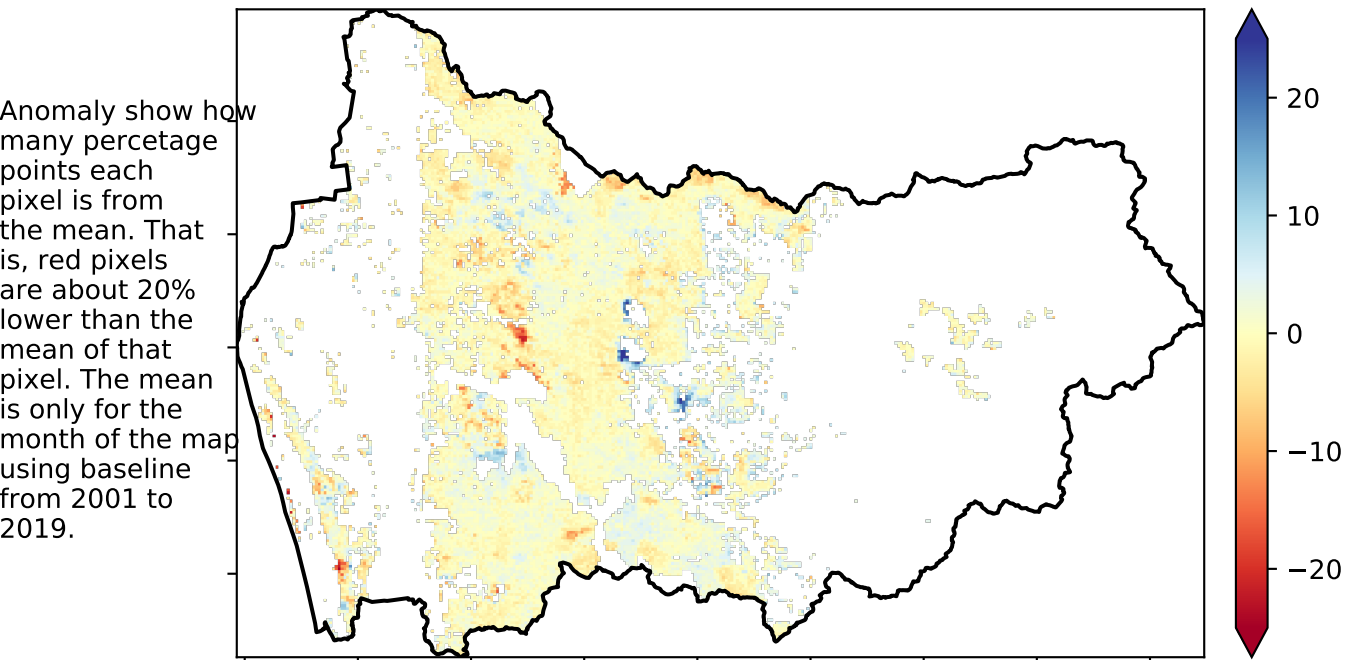 Anomaly show how
many percetage
points each
pixel is from
the mean. That
is, red pixels
are about 20%
lower than the
mean of that
pixel. The mean
is only for the
month of the map
using baseline
from 2001 to
2019.
20
10
0
−10
−20